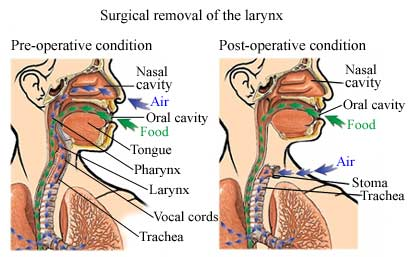 Surgical removal of the larynx
Pre-operative condition
Nasal
cavity
Air
Oral cavity
Food
Tongue
Pharynx
Larynx
Vocal cords
Trachea
Post-operative condition
Nasal
cavity
Oral cavity
Food
Air
Stoma
Trachea